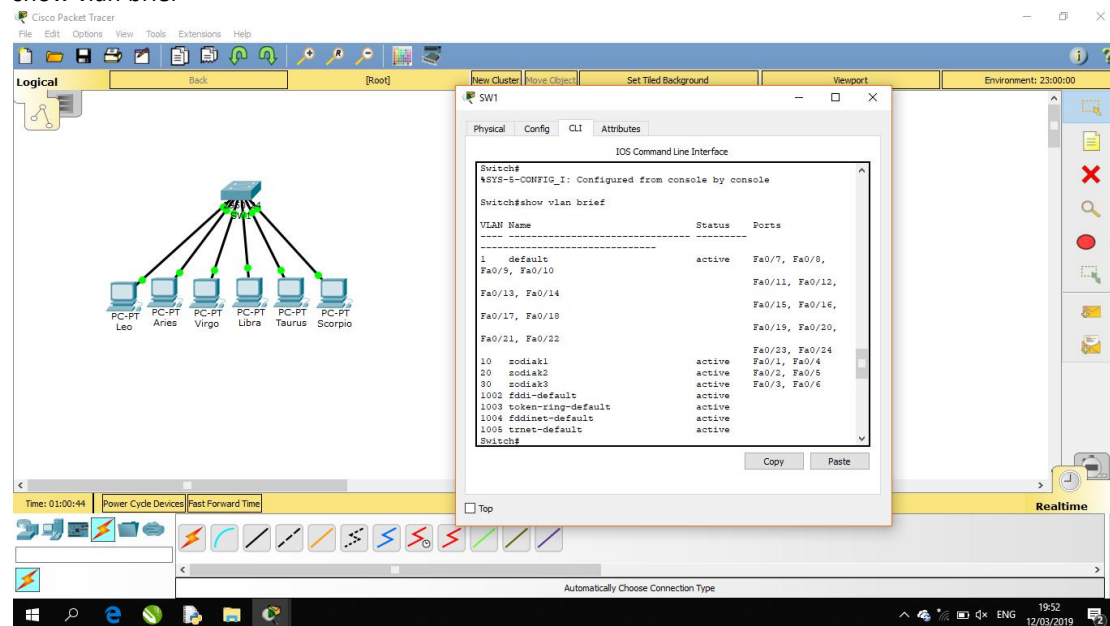 Cisco Packet Tracer
File Edit Options View Tools Extensions Help
Logical
Back
[Root]
New Cluster
Move Object
Set Tiled Background
Viewport
Environment: 23:00:00
SW1
PC-PT
Leo
PC-PT
Aries
PC-PT
Virgo
PC-PT
Libra
PC-PT
Taurus
PC-PT
Scorpio
SW1
Physical Config CLI Attributes
IOS Command Line Interface
Switch#
%SYS-5-CONFIG_I: Configured from console by console
Switch#show vlan brief
VLAN Name Status Ports
---- -------------------------------- ---------
-------------------------------
1 default active Fa0/7, Fa0/8,
Fa0/9, Fa0/10
Fa0/11, Fa0/12,
Fa0/13, Fa0/14
Fa0/15, Fa0/16,
Fa0/17, Fa0/18
Fa0/19, Fa0/20,
Fa0/21, Fa0/22
Fa0/23, Fa0/24
10 zodiak1 active Fa0/1, Fa0/4
20 zodiak2 active Fa0/2, Fa0/5
30 zodiak3 active Fa0/3, Fa0/6
1002 fddi-default active
1003 token-ring-default active
1004 fddinet-default active
1005 trnet-default active
Switch#
Copy Paste
Top
Time: 01:00:44
Power Cycle Devices
Fast Forward Time
Realtime
Automatically Choose Connection Type
ENG
19:52
12/03/2019